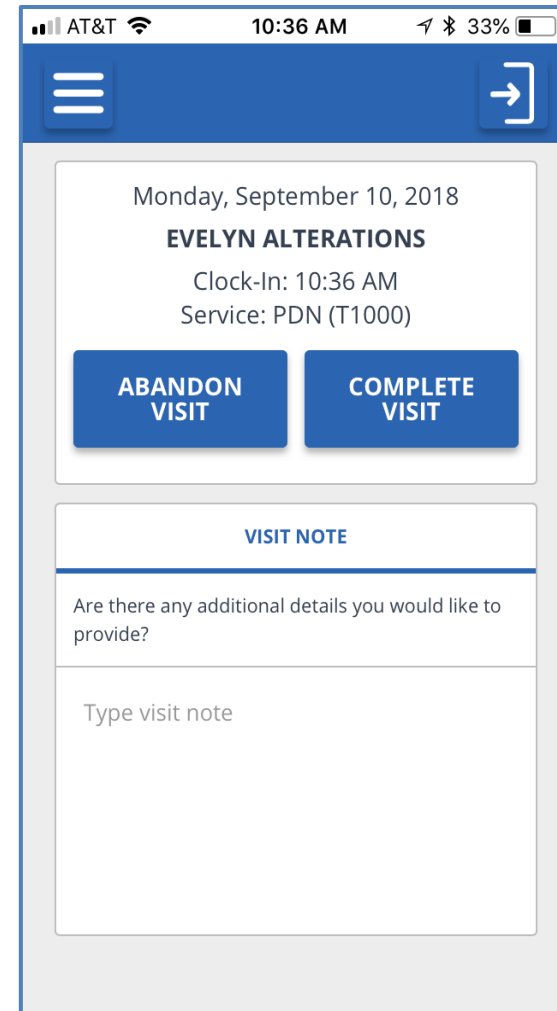 AT&T 10:36 AM 33%
Monday, September 10, 2018
EVELYN ALTERATIONS
Clock-In: 10:36 AM
Service: PDN (T1000)
ABANDON
VISIT
COMPLETE
VISIT
VISIT NOTE
Are there any additional details you would like to
provide?
Type visit note